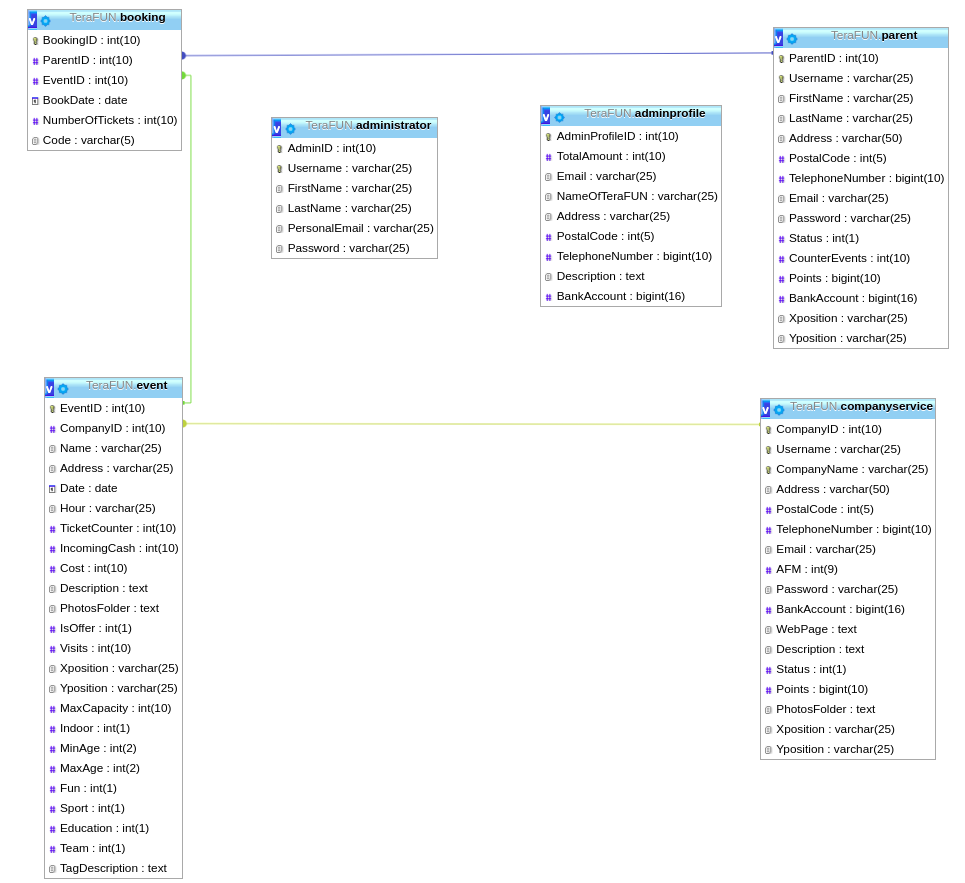 TeraFUN.booking
BookingID : int(10)
ParentID : int(10)
EventID : int(10)
BookDate : date
NumberOfTickets : int(10)
Code : varchar(5)
TeraFUN.administrator
AdminID : int(10)
Username : varchar(25)
FirstName : varchar(25)
LastName : varchar(25)
PersonalEmail : varchar(25)
Password : varchar(25)
TeraFUN.adminprofile
AdminProfileID : int(10)
TotalAmount : int(10)
Email : varchar(25)
NameOfTeraFUN : varchar(25)
Address : varchar(25)
PostalCode : int(5)
TelephoneNumber : bigint(10)
Description : text
BankAccount : bigint(16)
TeraFUN.parent
ParentID : int(10)
Username : varchar(25)
FirstName : varchar(25)
LastName : varchar(25)
Address : varchar(50)
PostalCode : int(5)
TelephoneNumber : bigint(10)
Email : varchar(25)
Password : varchar(25)
Status : int(1)
CounterEvents : int(10)
Points : bigint(10)
BankAccount : bigint(16)
Xposition : varchar(25)
Yposition : varchar(25)
TeraFUN.event
EventID : int(10)
CompanyID : int(10)
Name : varchar(25)
Address : varchar(25)
Date : date
Hour : varchar(25)
TicketCounter : int(10)
IncomingCash : int(10)
Cost : int(10)
Description : text
PhotosFolder : text
IsOffer : int(1)
Visits : int(10)
Xposition : varchar(25)
Yposition : varchar(25)
MaxCapacity : int(10)
Indoor : int(1)
MinAge : int(2)
MaxAge : int(2)
Fun : int(1)
Sport : int(1)
Education : int(1)
Team : int(1)
TagDescription : text
TeraFUN.companyservice
CompanyID : int(10)
Username : varchar(25)
CompanyName : varchar(25)
Address : varchar(50)
PostalCode : int(5)
TelephoneNumber : bigint(10)
Email : varchar(25)
AFM : int(9)
Password : varchar(25)
BankAccount : bigint(16)
WebPage : text
Description : text
Status : int(1)
Points : bigint(10)
PhotosFolder : text
Xposition : varchar(25)
Yposition : varchar(25)